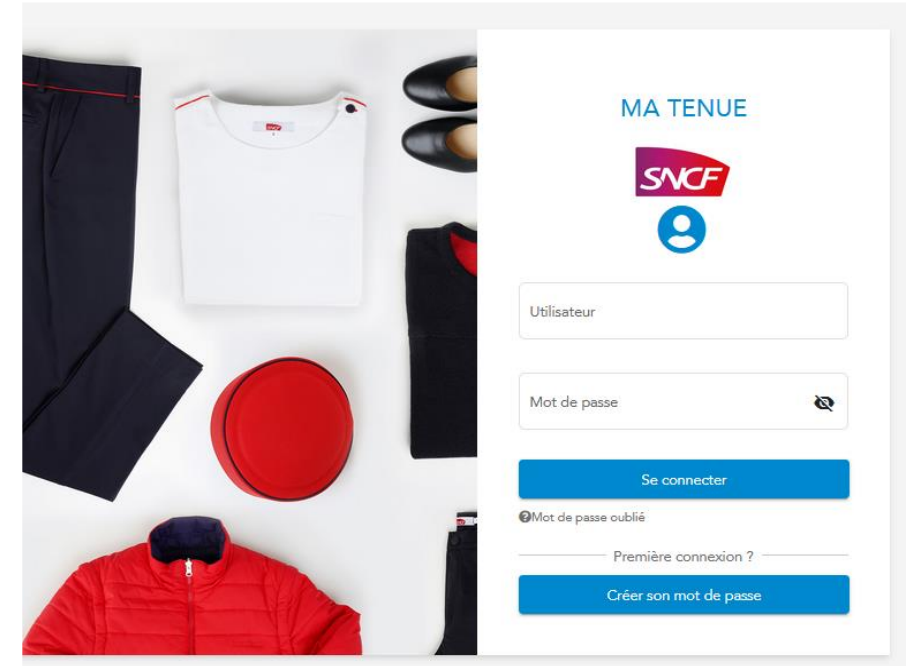 MA TENUE
SNCF
Utilisateur
Mot de passe
Se connecter
Mot de passe oublié
Première connexion ?
Créer son mot de passe